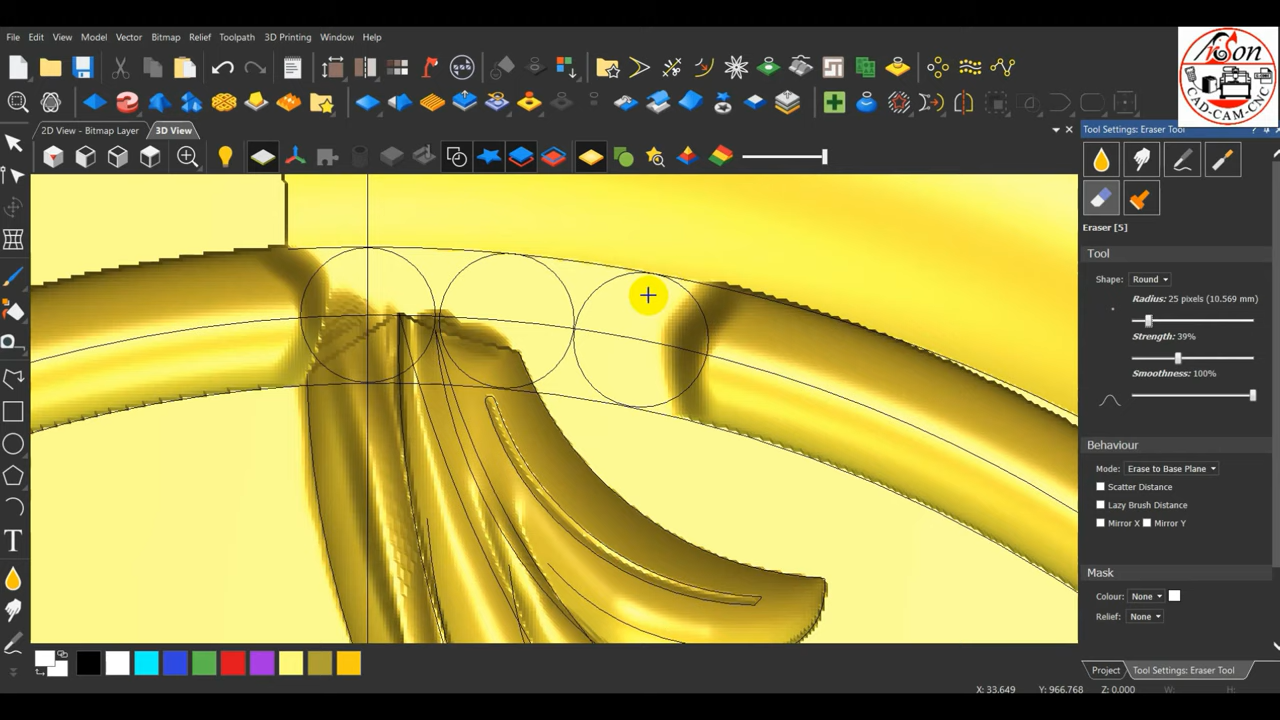 File Edit View Model Vector Bitmap Relief Toolpath 3D Printing Window Help
ArSon
CAD-CAM-CNC
2D View - Bitmap Layer 3D View
Tool Settings: Eraser Tool
Eraser [5]
Tool
Shape: Round
Radius: 25 pixels (10.569 mm)
Strength: 39%
Smoothness: 100%
Behaviour
Mode: Erase to Base Plane
Scatter Distance
Lazy Brush Distance
Mirror X Mirror Y
Mask
Colour: None
Relief: None
Project Tool Settings: Eraser Tool
X: 33.649 Y: 966.768 Z: 0.000 W: H: